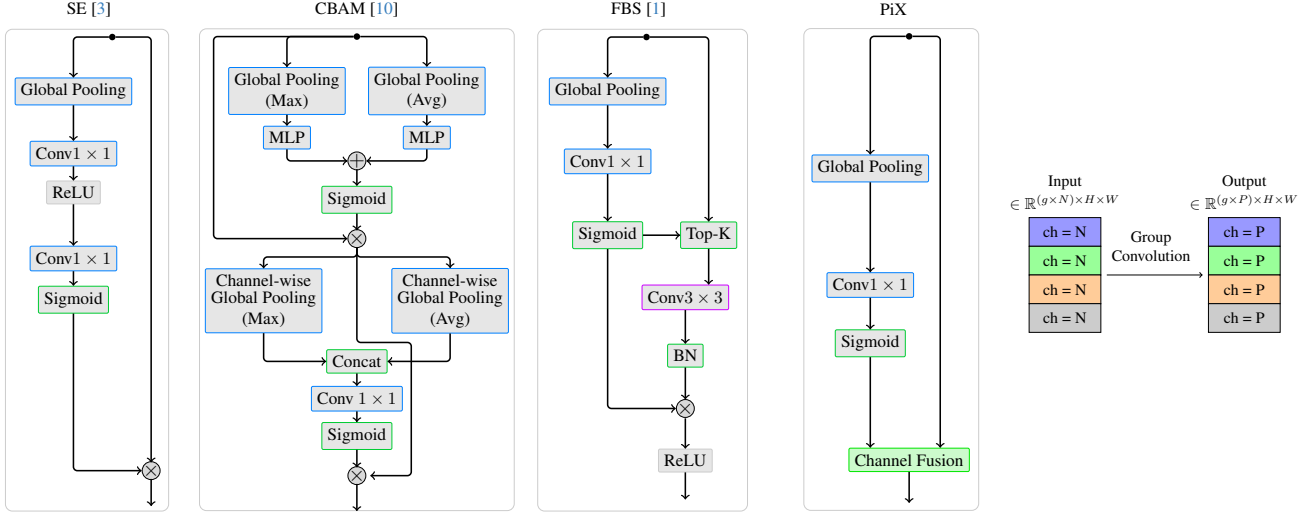 SE [3]
Global Pooling
Conv1 × 1
ReLU
Conv1 × 1
Sigmoid
×
CBAM [10]
Global Pooling
(Max)
Global Pooling
(Avg)
MLP
MLP
+
Sigmoid
×
Channel-wise
Global Pooling
(Max)
Channel-wise
Global Pooling
(Avg)
Concat
Conv 1 × 1
Sigmoid
×
FBS [1]
Global Pooling
Conv1 × 1
Sigmoid
Top-K
Conv3 × 3
BN
×
ReLU
PiX
Global Pooling
Conv1 × 1
Sigmoid
Channel Fusion
Input
∈ ℝ^{(g×N)×H×W}
ch = N
ch = N
ch = N
ch = N
Group
Convolution
Output
∈ ℝ^{(g×P)×H×W}
ch = P
ch = P
ch = P
ch = P